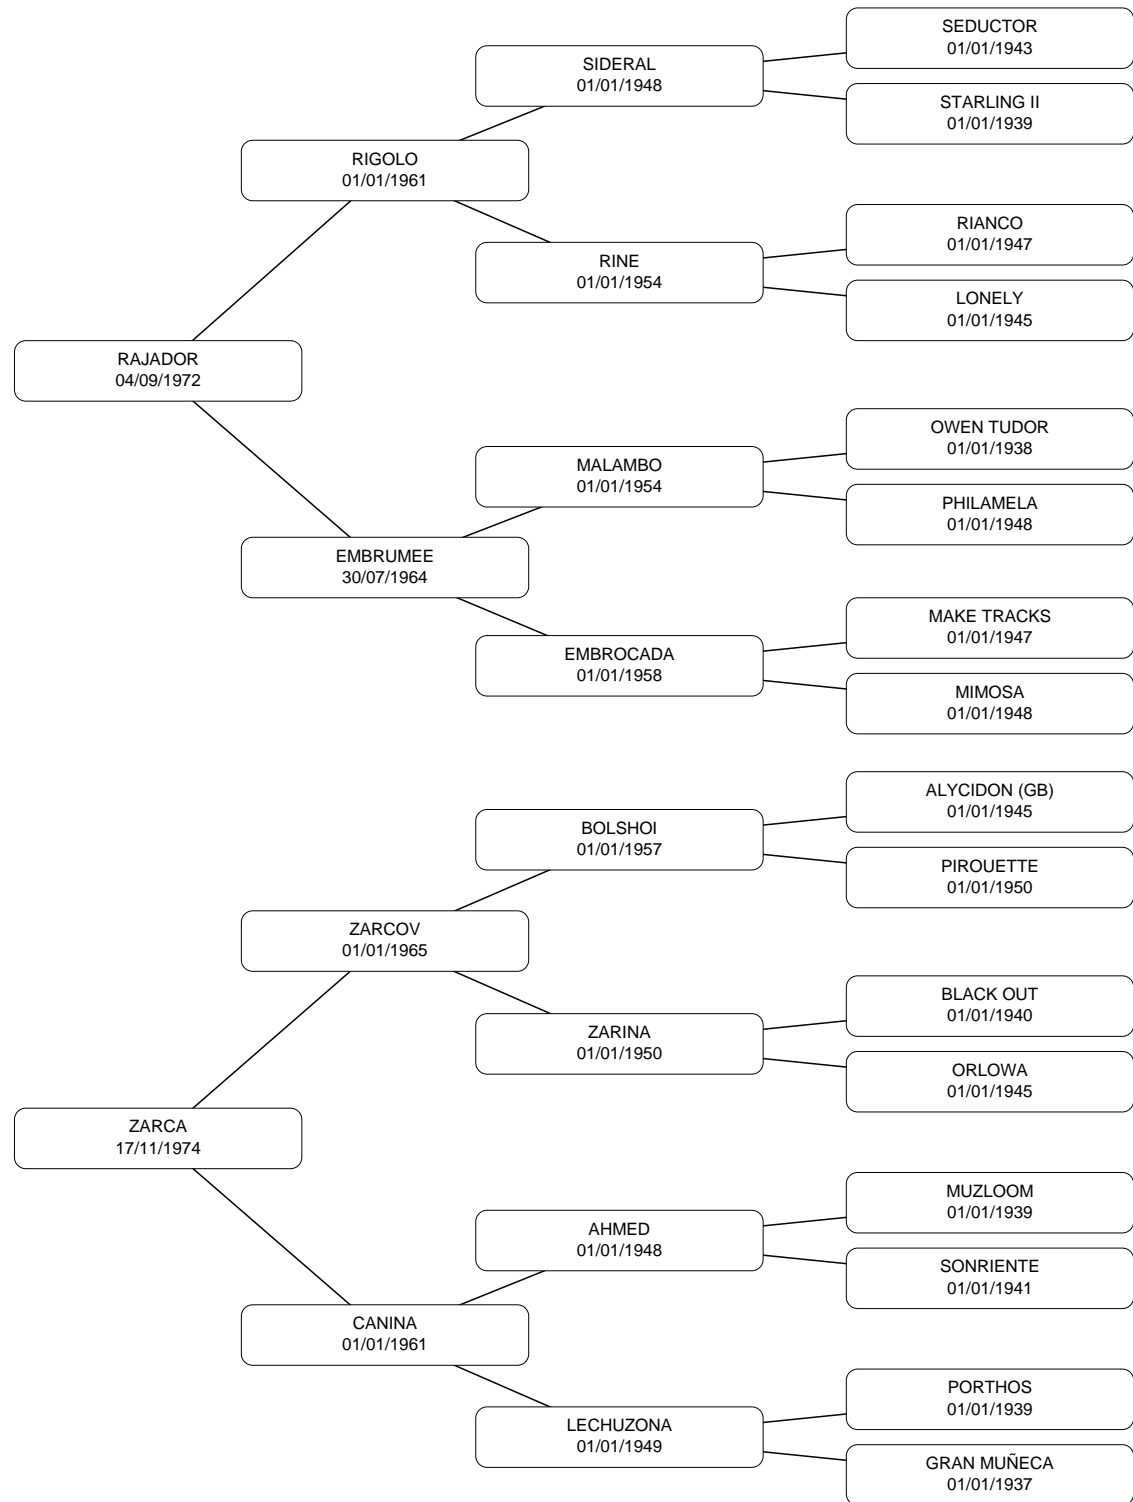 SEDUCTOR
01/01/1943
SIDERAL
01/01/1948
STARLING II
01/01/1939
RIGOLO
01/01/1961
RIANCO
01/01/1947
RINE
01/01/1954
LONELY
01/01/1945
RAJADOR
04/09/1972
OWEN TUDOR
01/01/1938
MALAMBO
01/01/1954
PHILAMELA
01/01/1948
EMBRUMEE
30/07/1964
MAKE TRACKS
01/01/1947
EMBROCADA
01/01/1958
MIMOSA
01/01/1948
ALYCIDON (GB)
01/01/1945
BOLSHOI
01/01/1957
PIROUETTE
01/01/1950
ZARCOV
01/01/1965
BLACK OUT
01/01/1940
ZARINA
01/01/1950
ORLOWA
01/01/1945
ZARCA
17/11/1974
MUZLOOM
01/01/1939
AHMED
01/01/1948
SONRIENTE
01/01/1941
CANINA
01/01/1961
PORTHOS
01/01/1939
LECHUZONA
01/01/1949
GRAN MUÑECA
01/01/1937